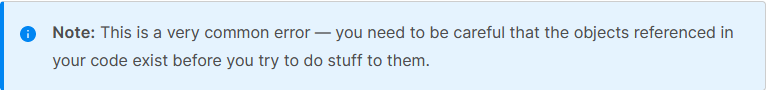 Note: This is a very common error — you need to be careful that the objects referenced in
your code exist before you try to do stuff to them.